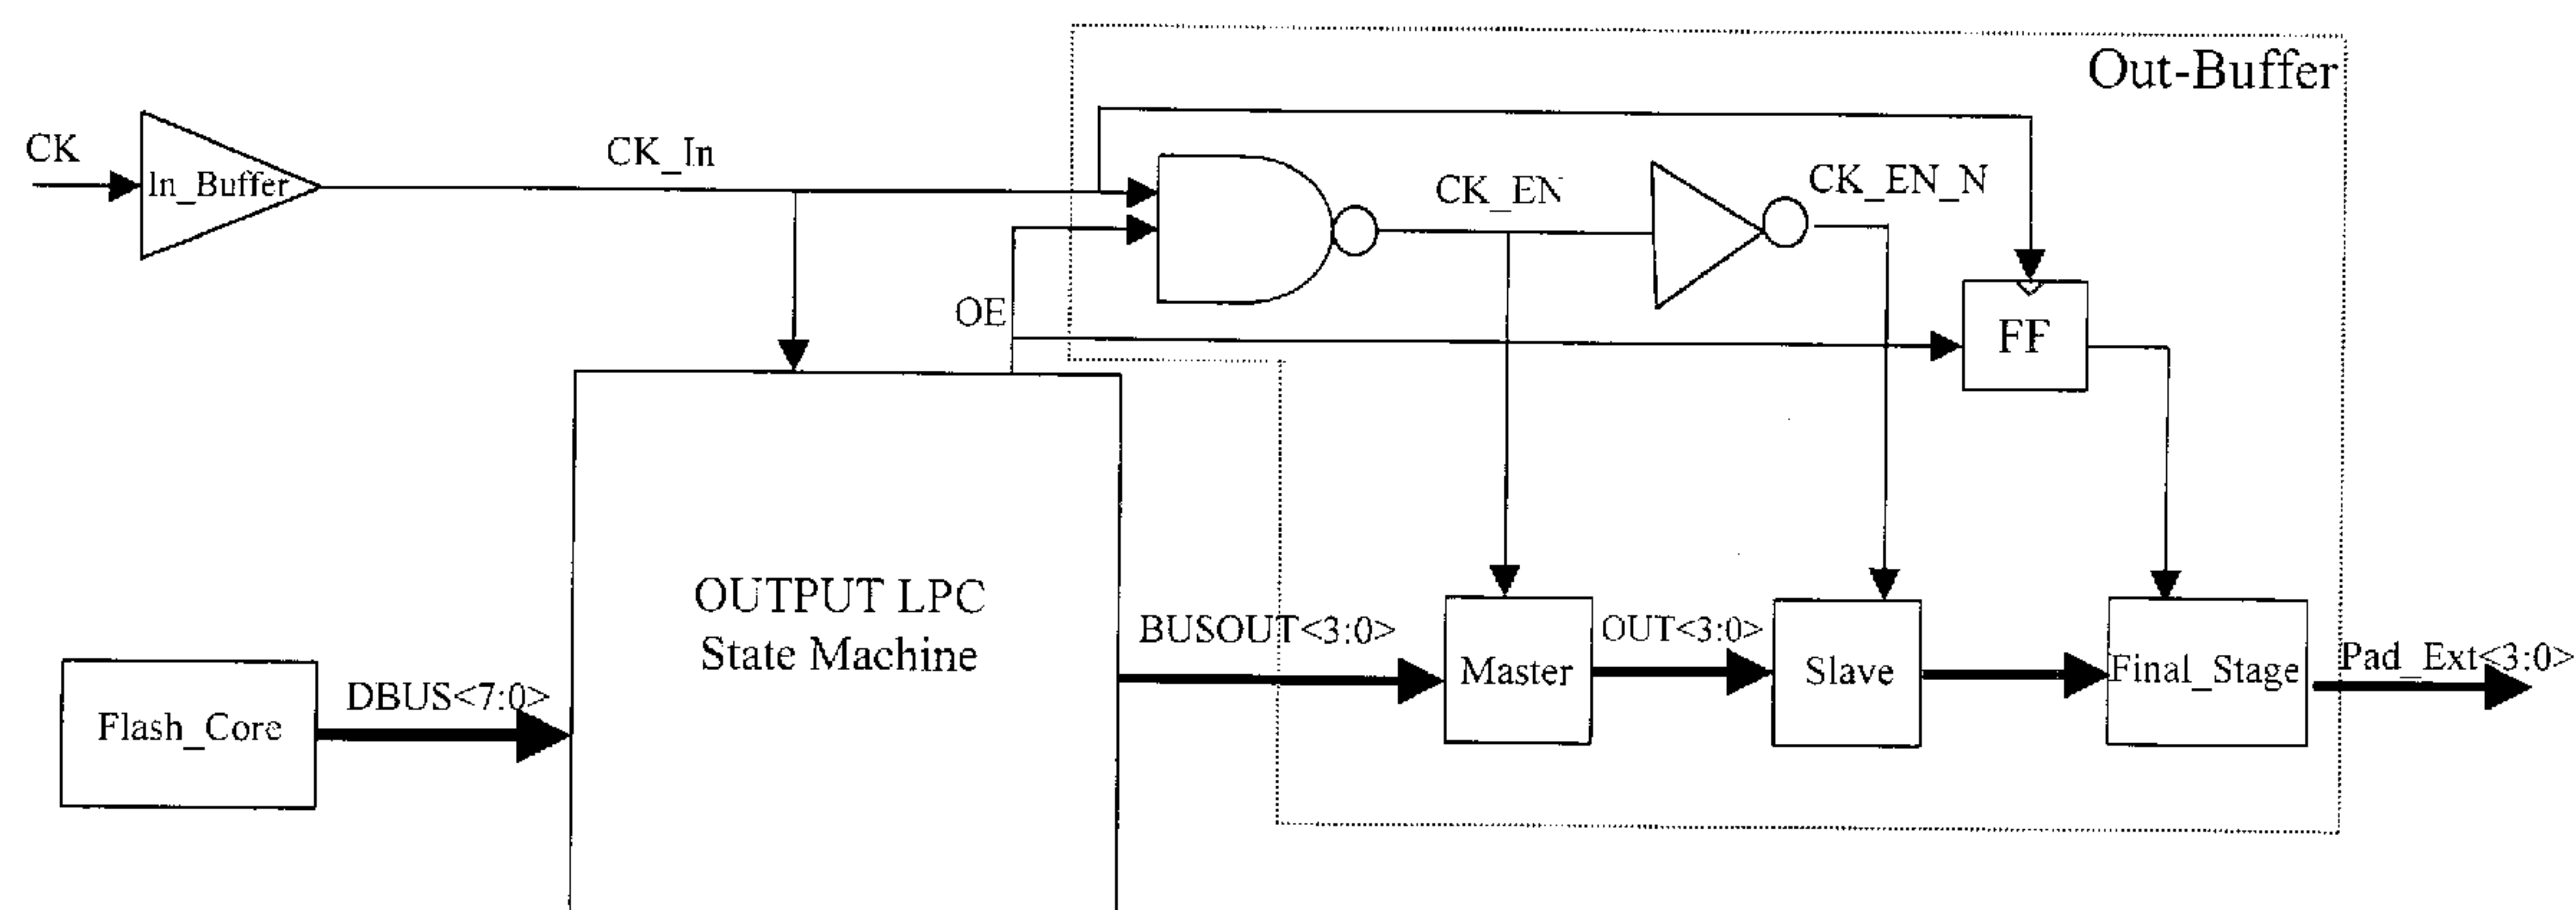 Out-Buffer
CK
In_Buffer
CK_In
CK_EN
CK_EN_N
OE
FF
OUTPUT LPC
State Machine
Flash_Core
DBUS<7:0>
BUSOUT<3:0>
Master
OUT<3:0>
Slave
Final_Stage
Pad_Ext<3:0>